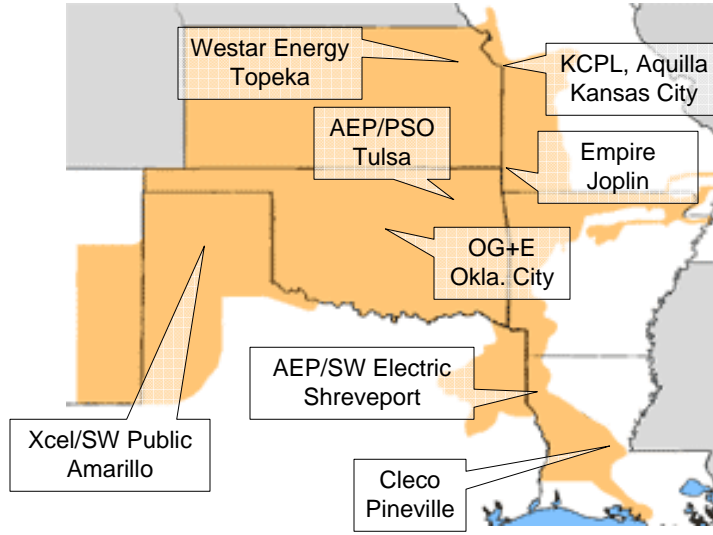 Westar Energy
Topeka
KCPL, Aquilla
Kansas City
AEP/PSO
Tulsa
Empire
Joplin
OG+E
Okla. City
AEP/SW Electric
Shreveport
Xcel/SW Public
Amarillo
Cleco
Pineville